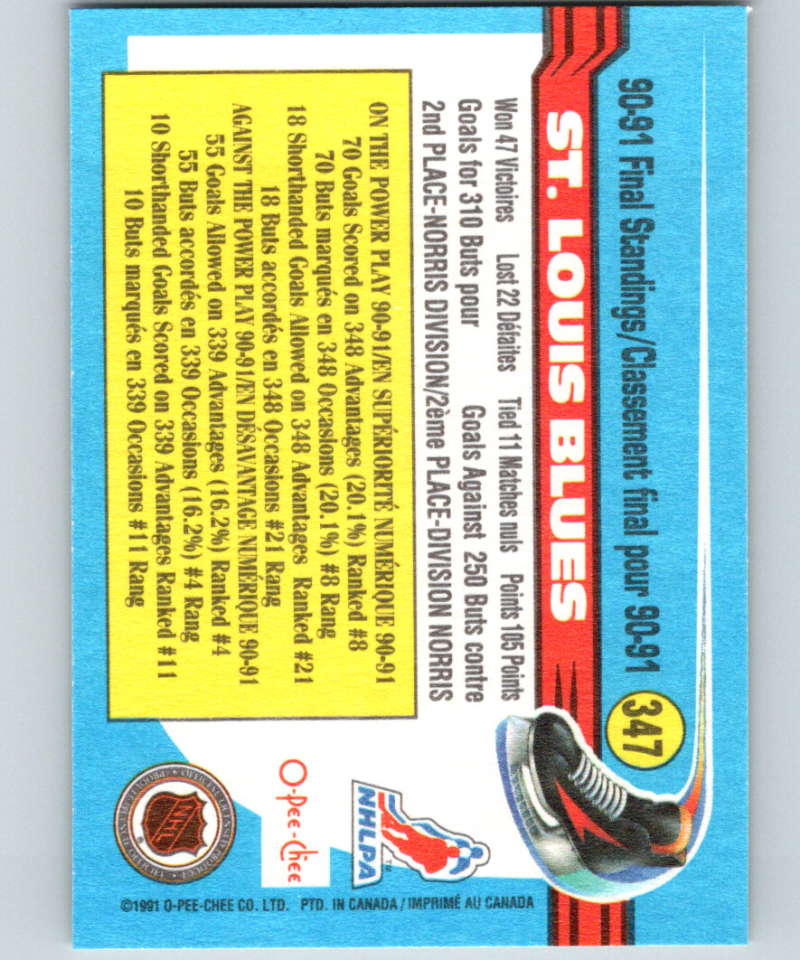 90-91 Final Standings/Classement final pour 90-91
347
ST. LOUIS BLUES
Won 47 Victoires Lost 22 Défaites Tied 11 Matches nuls Points 105 Points
Goals for 310 Buts pour Goals Against 250 Buts contre
2nd PLACE-NORRIS DIVISION/2ème PLACE-DIVISION NORRIS
ON THE POWER PLAY 90-91/EN SUPÉRIORITÉ NUMÉRIQUE 90-91
70 Goals Scored on 348 Advantages (20.1%) Ranked #8
70 Buts marqués en 348 Occasions (20.1%) #8 Rang
18 Shorthanded Goals Allowed on 348 Advantages Ranked #21
18 Buts accordés en 348 Occasions #21 Rang
AGAINST THE POWER PLAY 90-91/EN DÉSAVANTAGE NUMÉRIQUE 90-91
55 Goals Allowed on 339 Advantages (16.2%) Ranked #4
55 Buts accordés en 339 Occasions (16.2%) #4 Rang
10 Shorthanded Goals Scored on 339 Advantages Ranked #11
10 Buts marqués en 339 Occasions #11 Rang
NHLPA
TM
O-Pee-Chee
NHL
©1991 O-PEE-CHEE CO. LTD. PTD. IN CANADA / IMPRIMÉ AU CANADA